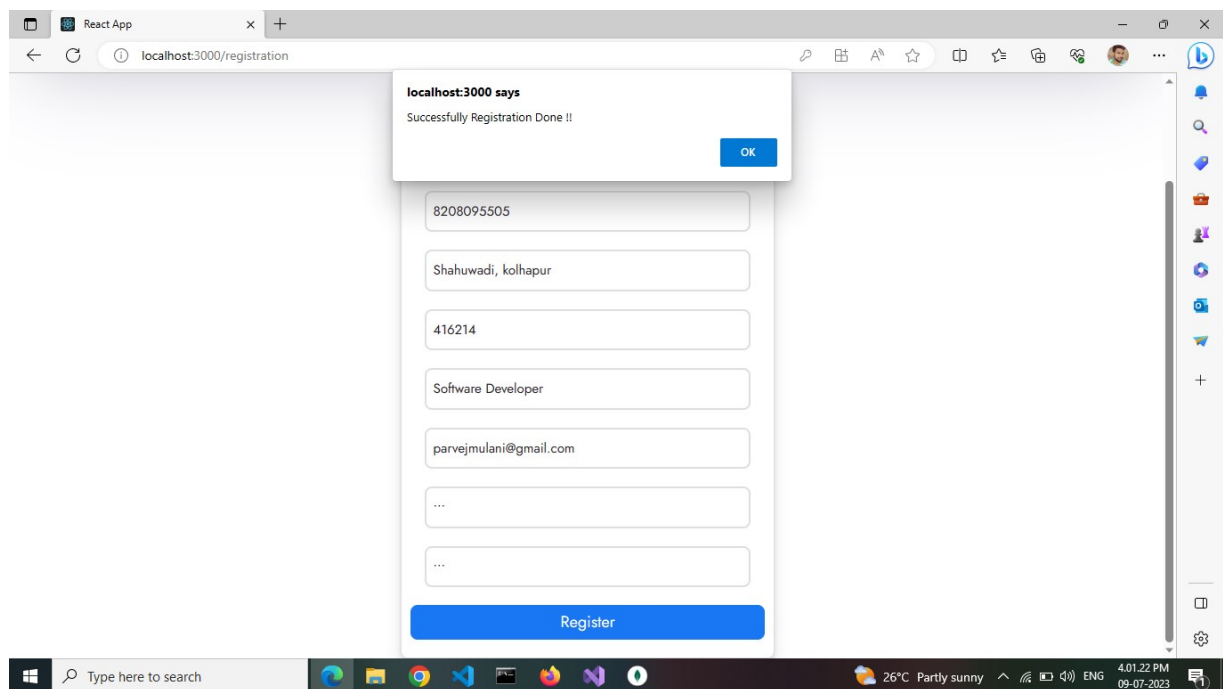 React App
localhost:3000/registration
localhost:3000 says
Successfully Registration Done !!
OK
8208095505
Shahuwadi, kolhapur
416214
Software Developer
parvejmulani@gmail.com
...
...
Register
Type here to search
26°C Partly sunny
ENG
4.01.22 PM
09-07-2023